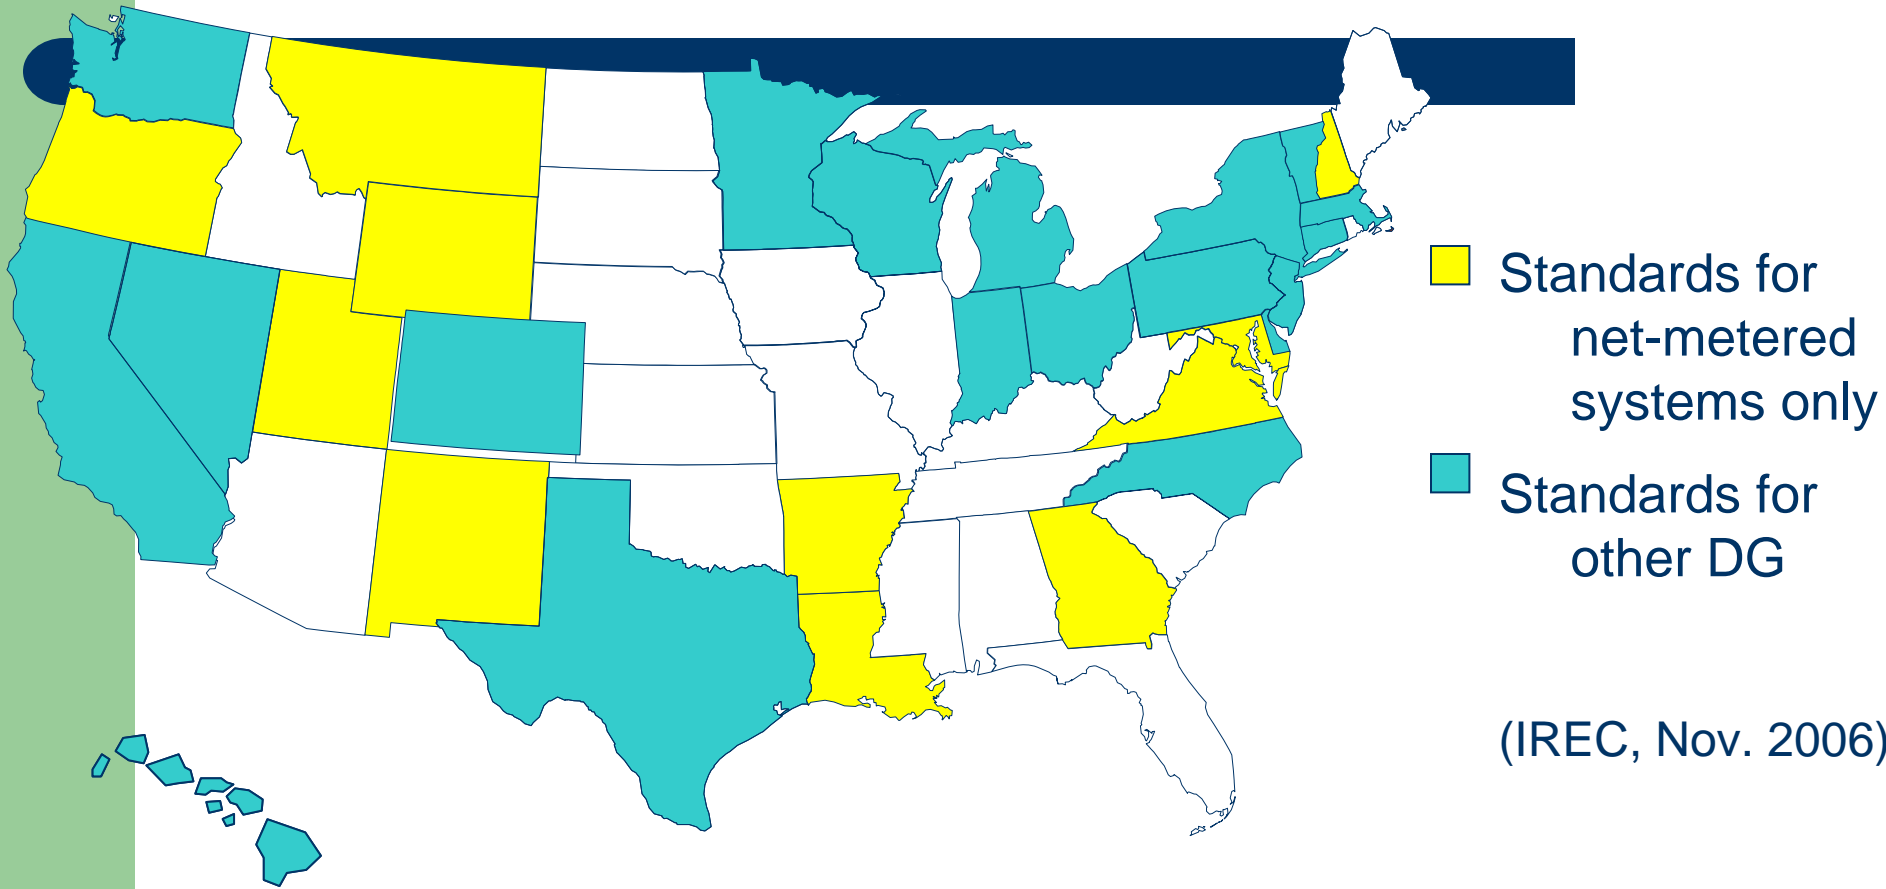 Standards for
net-metered
systems only
Standards for
other DG
(IREC, Nov. 2006)